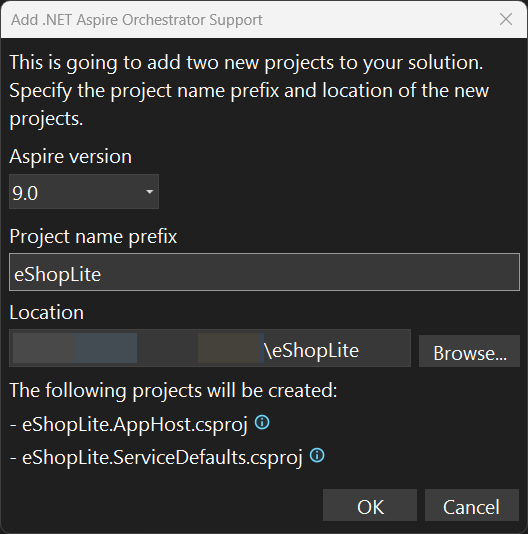 Add .NET Aspire Orchestrator Support
This is going to add two new projects to your solution.
Specify the project name prefix and location of the new
projects.
Aspire version
9.0
Project name prefix
eShopLite
Location
\eShopLite
Browse...
The following projects will be created:
- eShopLite.AppHost.csproj
- eShopLite.ServiceDefaults.csproj
OK
Cancel